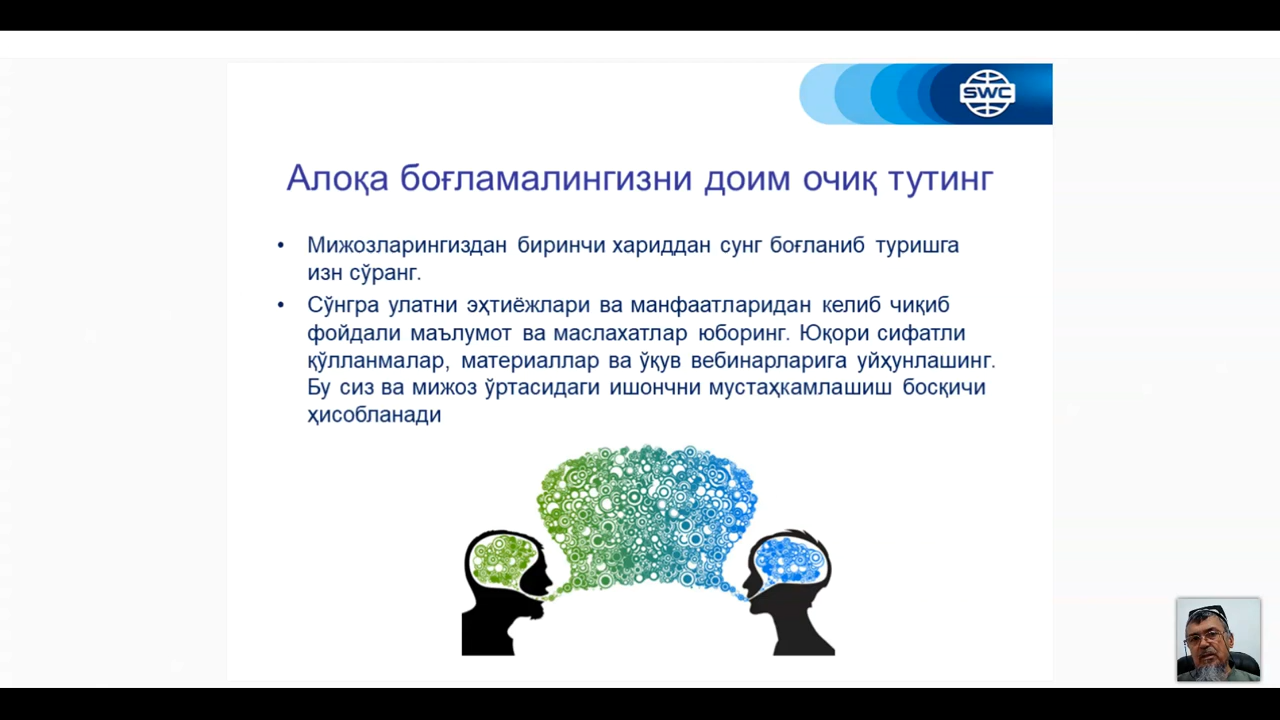 SWC
Алоқа боғламалингизни доим очиқ тутинг
• Мижозларингиздан биринчи хариддан сунг боғланиб туришга
изн сўранг.
• Сўнгра улатни эҳтиёжлари ва манфаатларидан келиб чиқиб
фойдали маълумот ва маслахатлар юборинг. Юқори сифатли
қўлланмалар, материаллар ва ўқув вебинарларига уйҳунлашинг.
Бу сиз ва мижоз ўртасидаги ишончни мустаҳкамлашиш босқичи
ҳисобланади